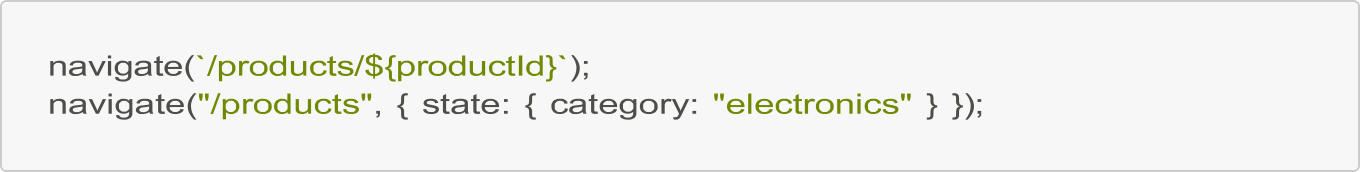 navigate(`/products/${productId}`);
navigate("/products", { state: { category: "electronics" } });